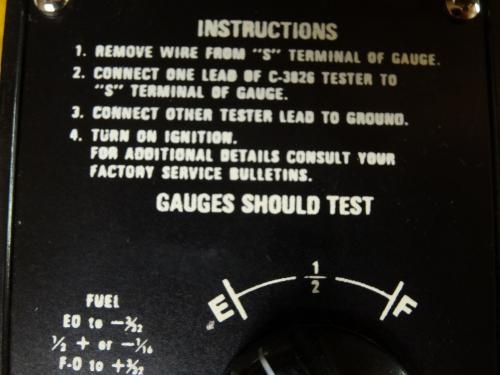 INSTRUCTIONS
1. REMOVE WIRE FROM "S" TERMINAL OF GAUGE.
2. CONNECT ONE LEAD OF C-3826 TESTER TO
"S" TERMINAL OF GAUGE.
3. CONNECT OTHER TESTER LEAD TO GROUND.
4. TURN ON IGNITION.
FOR ADDITIONAL DETAILS CONSULT YOUR
FACTORY SERVICE BULLETINS.
GAUGES SHOULD TEST
E 1/2 F
FUEL
E0 to -3/32
1/2 + or -1/16
F-0 to +3/32